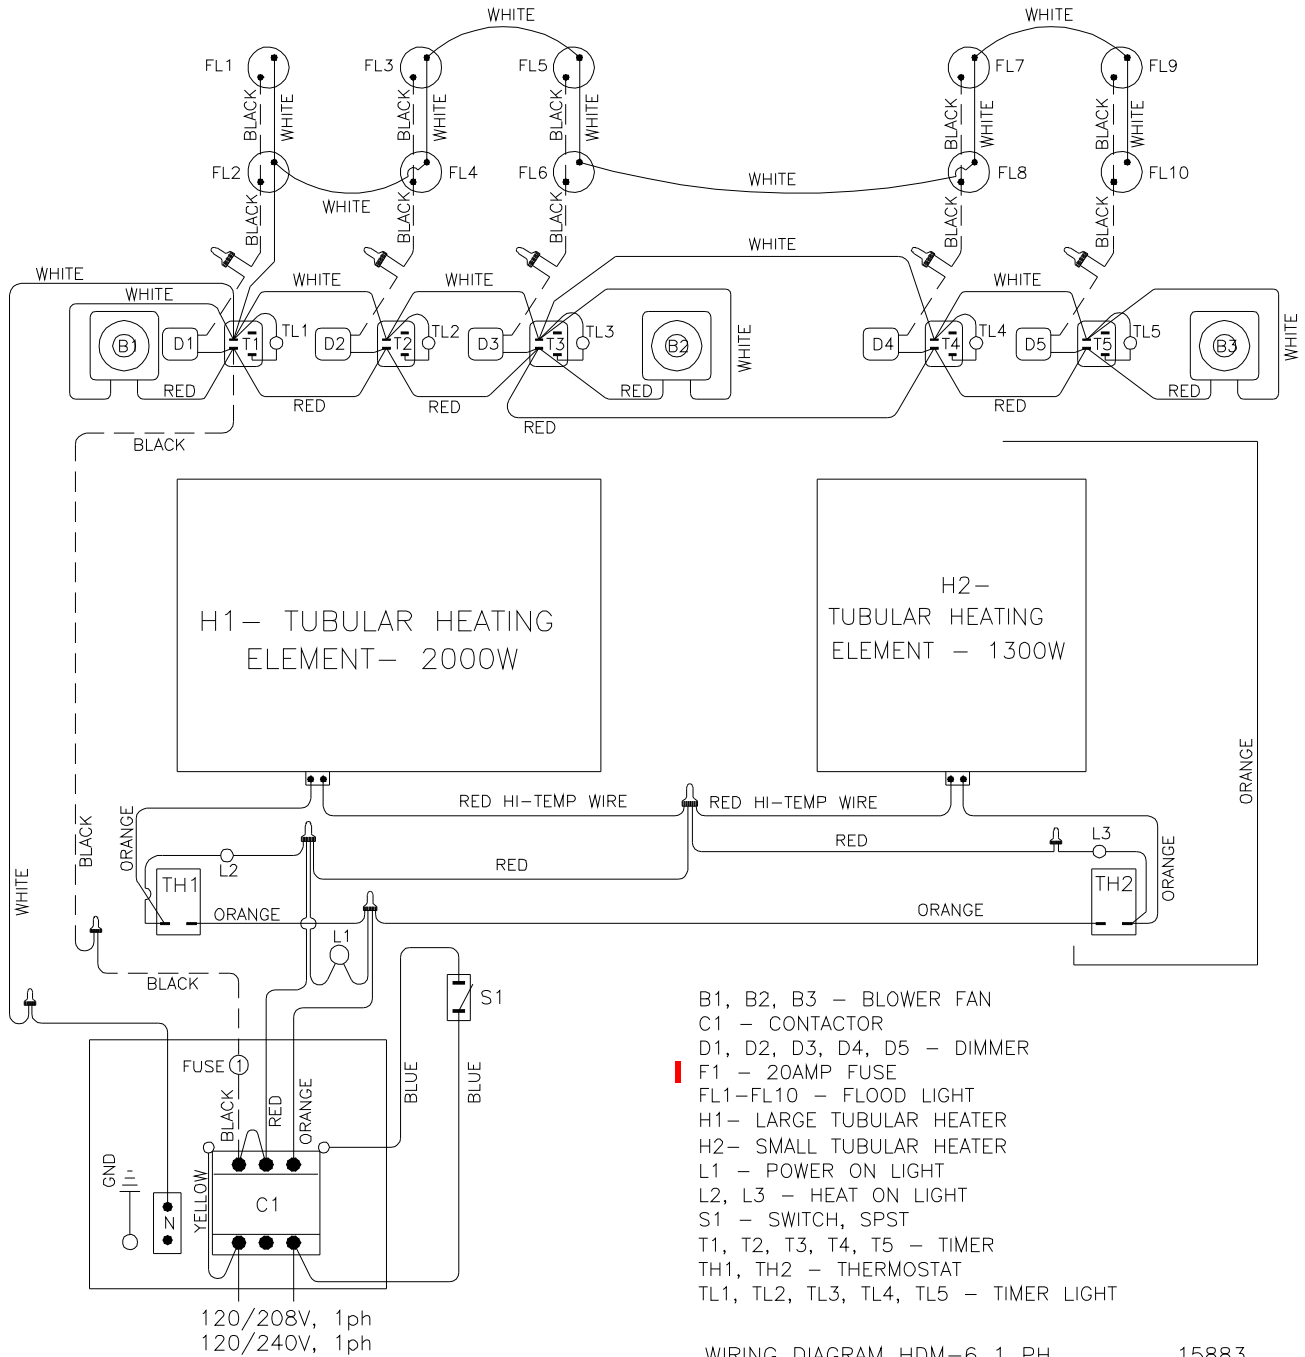 WHITE
WHITE
FL1
FL3
FL5
FL7
FL9
BLACK
WHITE
BLACK
WHITE
BLACK
WHITE
BLACK
WHITE
BLACK
WHITE
FL2
FL4
FL6
FL8
FL10
WHITE
WHITE
BLACK
BLACK
BLACK
BLACK
BLACK
WHITE
WHITE
WHITE
WHITE
WHITE
WHITE
B1
D1
T1
TL1
D2
T2
TL2
D3
T3
TL3
B2
WHITE
D4
T4
TL4
D5
T5
TL5
B3
WHITE
RED
RED
RED
RED
RED
RED
RED
BLACK
H1- TUBULAR HEATING
ELEMENT- 2000W
H2-
TUBULAR HEATING
ELEMENT - 1300W
ORANGE
RED HI-TEMP WIRE
RED HI-TEMP WIRE
BLACK
ORANGE
L2
RED
RED
L3
ORANGE
WHITE
TH1
ORANGE
ORANGE
TH2
L1
BLACK
S1
FUSE 1
BLACK
RED
ORANGE
BLUE
BLUE
GND
YELLOW
N
C1
120/208V, 1ph
120/240V, 1ph
B1, B2, B3 - BLOWER FAN
C1 - CONTACTOR
D1, D2, D3, D4, D5 - DIMMER
F1 - 20AMP FUSE
FL1-FL10 - FLOOD LIGHT
H1- LARGE TUBULAR HEATER
H2- SMALL TUBULAR HEATER
L1 - POWER ON LIGHT
L2, L3 - HEAT ON LIGHT
S1 - SWITCH, SPST
T1, T2, T3, T4, T5 - TIMER
TH1, TH2 - THERMOSTAT
TL1, TL2, TL3, TL4, TL5 - TIMER LIGHT
WIRING DIAGRAM HDM-6 1 PH 15883